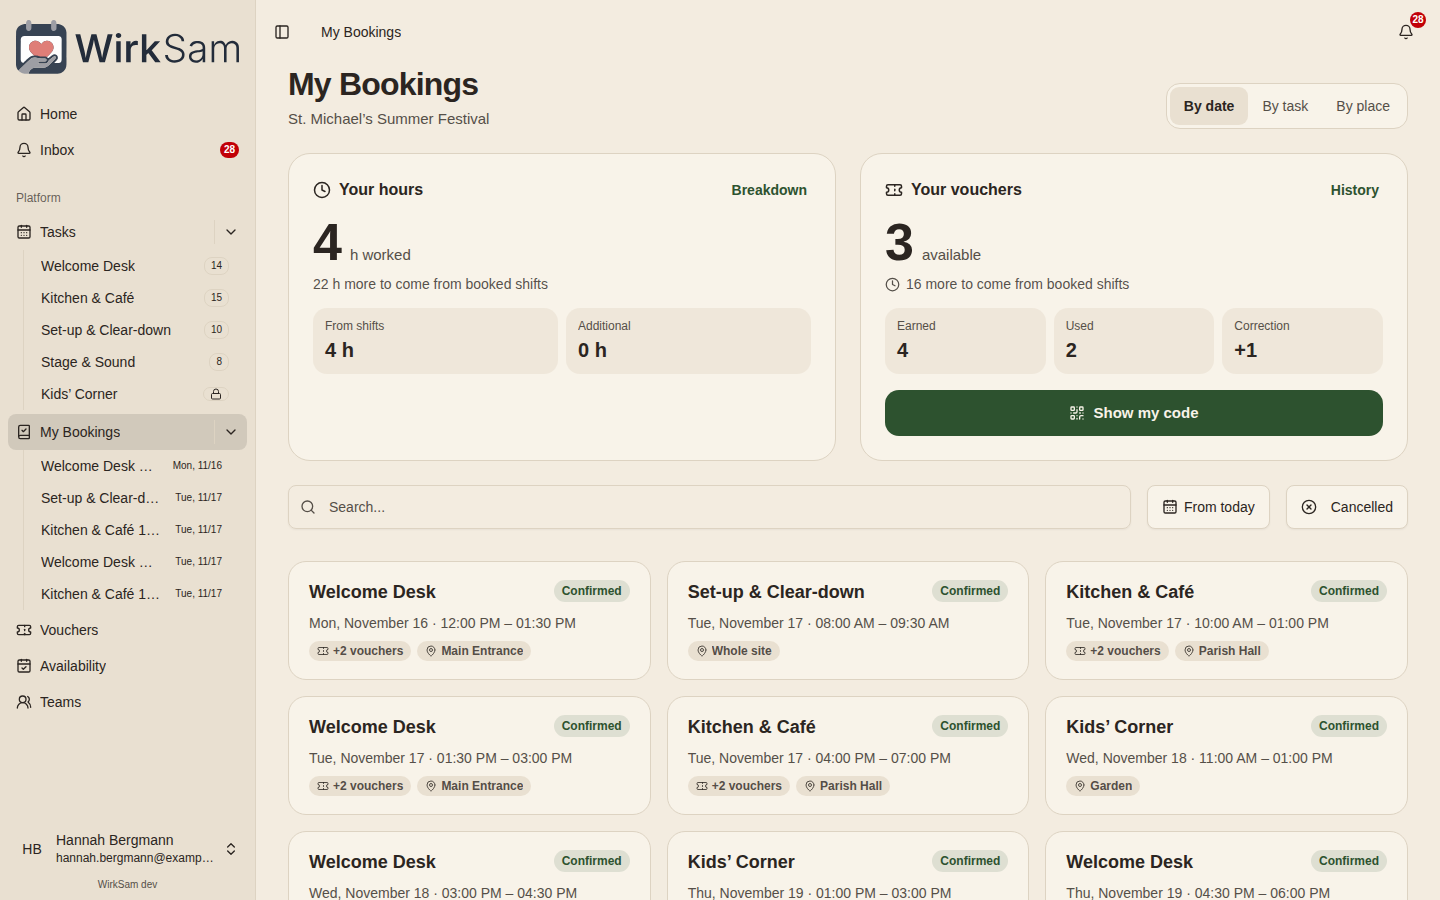 WirkSam
Home
Inbox 28
Platform
Tasks
Welcome Desk 14
Kitchen & Café 15
Set-up & Clear-down 10
Stage & Sound 8
Kids’ Corner
My Bookings
Welcome Desk … Mon, 11/16
Set-up & Clear-d… Tue, 11/17
Kitchen & Café 1… Tue, 11/17
Welcome Desk … Tue, 11/17
Kitchen & Café 1… Tue, 11/17
Vouchers
Availability
Teams
HB
Hannah Bergmann
hannah.bergmann@examp…
WirkSam dev
My Bookings
28
My Bookings
St. Michael’s Summer Festival
By date By task By place
Your hours Breakdown
4 h worked
22 h more to come from booked shifts
From shifts
4 h
Additional
0 h
Your vouchers History
3 available
16 more to come from booked shifts
Earned
4
Used
2
Correction
+1
Show my code
Search...
From today
Cancelled
Welcome Desk Confirmed
Mon, November 16 · 12:00 PM – 01:30 PM
+2 vouchers Main Entrance
Set-up & Clear-down Confirmed
Tue, November 17 · 08:00 AM – 09:30 AM
Whole site
Kitchen & Café Confirmed
Tue, November 17 · 10:00 AM – 01:00 PM
+2 vouchers Parish Hall
Welcome Desk Confirmed
Tue, November 17 · 01:30 PM – 03:00 PM
+2 vouchers Main Entrance
Kitchen & Café Confirmed
Tue, November 17 · 04:00 PM – 07:00 PM
+2 vouchers Parish Hall
Kids’ Corner Confirmed
Wed, November 18 · 11:00 AM – 01:00 PM
Garden
Welcome Desk Confirmed
Wed, November 18 · 03:00 PM – 04:30 PM
Kids’ Corner Confirmed
Thu, November 19 · 01:00 PM – 03:00 PM
Welcome Desk Confirmed
Thu, November 19 · 04:30 PM – 06:00 PM